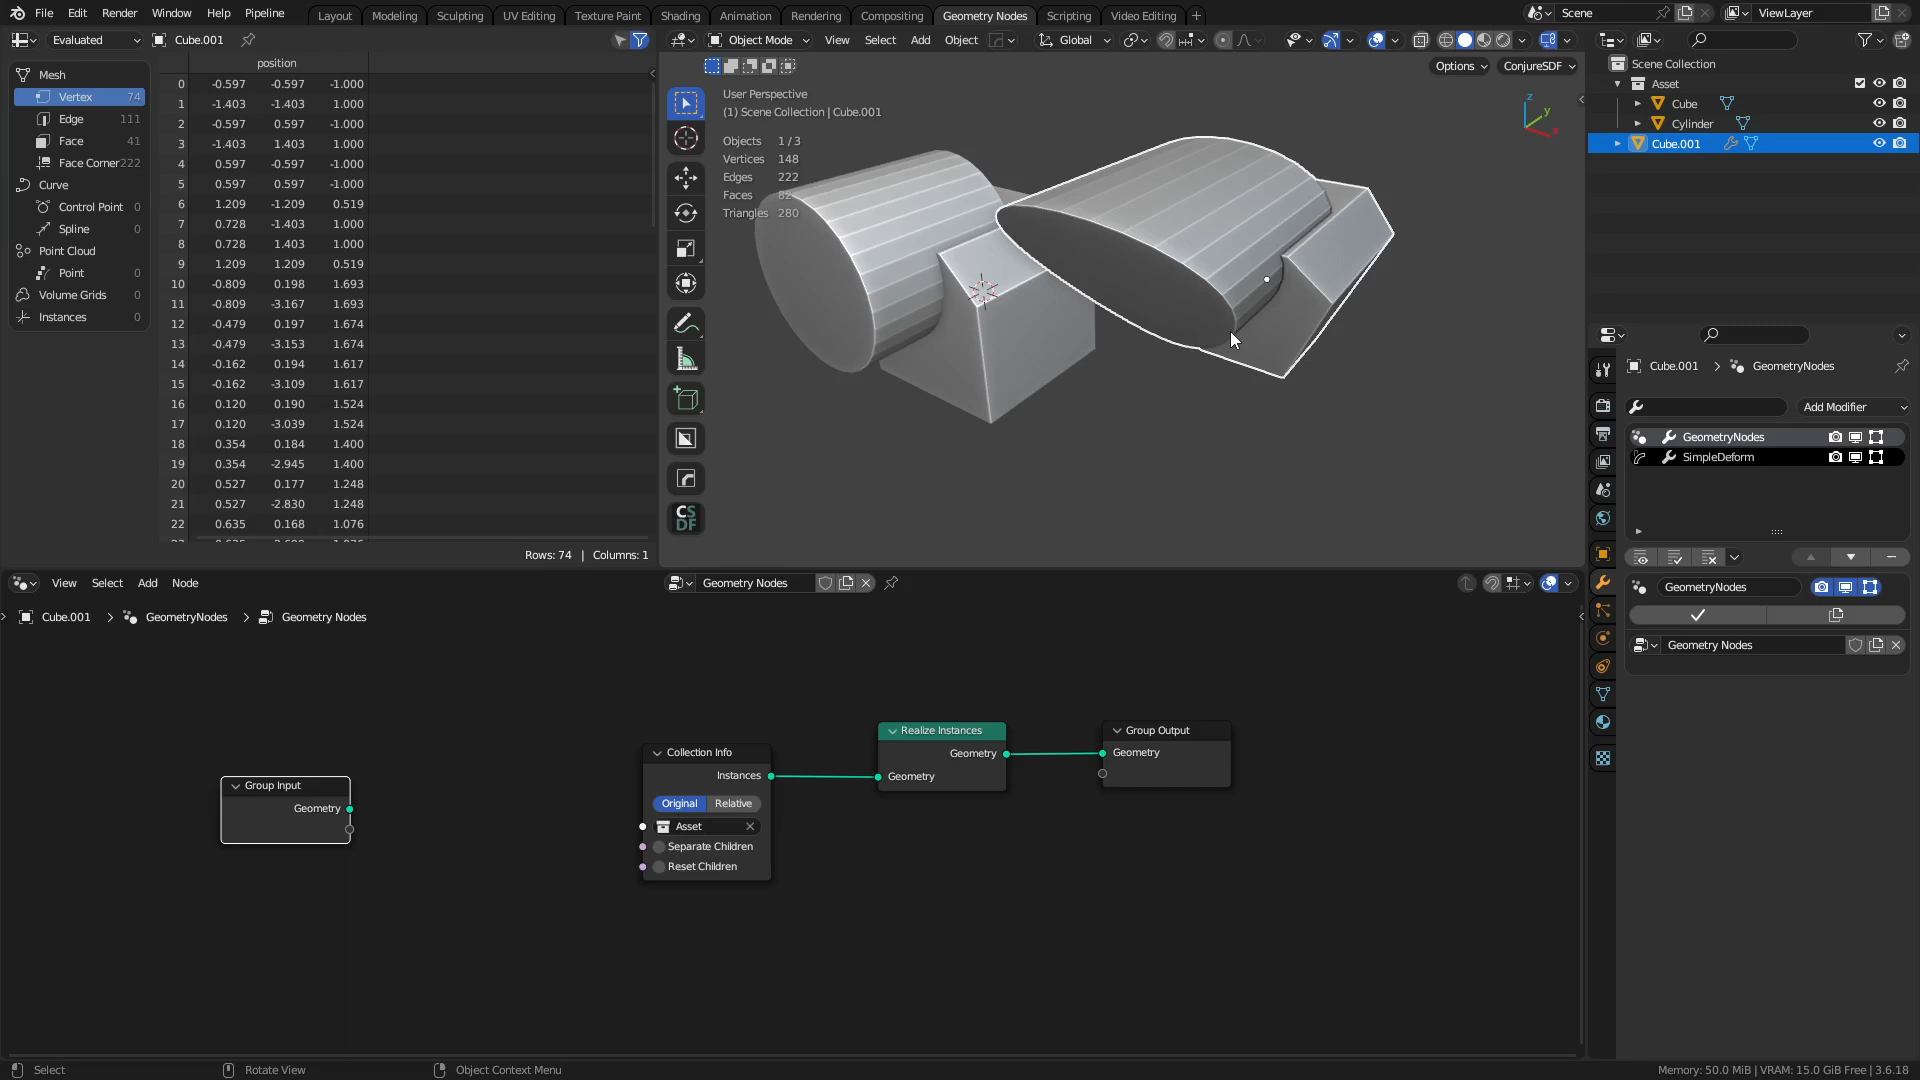 File Edit Render Window Help Pipeline Layout Modeling Sculpting UV Editing Texture Paint Shading Animation Rendering Compositing Geometry Nodes Scripting Video Editing + Scene ViewLayer
Evaluated Cube.001
Object Mode View Select Add Object Global
position
Mesh
Vertex 74
Edge 111
Face 41
Face Corner 222
Curve
Control Point 0
Spline 0
Point Cloud
Point 0
Volume Grids 0
Instances 0
0 -0.597 -0.597 -1.000
1 -1.403 -1.403 1.000
2 -0.597 0.597 -1.000
3 -1.403 1.403 1.000
4 0.597 -0.597 -1.000
5 0.597 0.597 -1.000
6 1.209 -1.209 0.519
7 0.728 -1.403 1.000
8 0.728 1.403 1.000
9 1.209 1.209 0.519
10 -0.809 0.198 1.693
11 -0.809 -3.167 1.693
12 -0.479 0.197 1.674
13 -0.479 -3.153 1.674
14 -0.162 0.194 1.617
15 -0.162 -3.109 1.617
16 0.120 0.190 1.524
17 0.120 -3.039 1.524
18 0.354 0.184 1.400
19 0.354 -2.945 1.400
20 0.527 0.177 1.248
21 0.527 -2.830 1.248
22 0.635 0.168 1.076
Rows: 74 | Columns: 1
Options ConjureSDF
User Perspective
(1) Scene Collection | Cube.001
Objects 1 / 3
Vertices 148
Edges 222
Faces 82
Triangles 280
z
y
x
CS
DF
Scene Collection
Asset
Cube
Cylinder
Cube.001
Cube.001 > GeometryNodes
Add Modifier
GeometryNodes
SimpleDeform
GeometryNodes
Geometry Nodes
View Select Add Node Geometry Nodes
Cube.001 > GeometryNodes > Geometry Nodes
Group Input
Geometry
Collection Info
Instances
Original Relative
Asset
Separate Children
Reset Children
Realize Instances
Geometry
Geometry
Group Output
Geometry
Select Rotate View Object Context Menu Memory: 50.0 MiB | VRAM: 15.0 GiB Free | 3.6.18